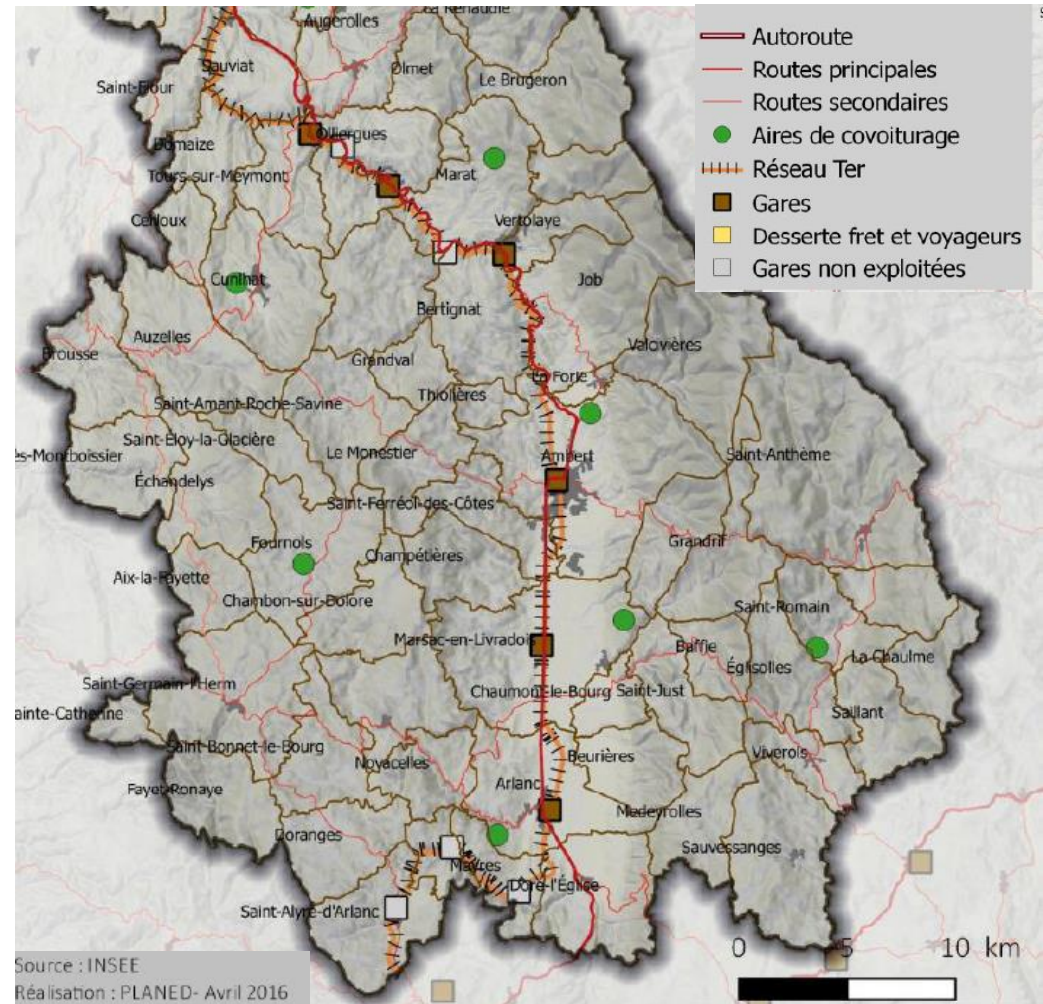 Autoroute
Routes principales
Routes secondaires
Aires de covoiturage
Réseau Ter
Gares
Desserte fret et voyageurs
Gares non exploitées
La Renaudie
Augerolles
Sauviat
Olmet
Le Brugeron
Saint-Flour
Olliergues
Domaize
Tours-sur-Meymont
Marat
Vertolaye
Cunlhat
Job
Bertignat
Auzelles
Valcivières
Brousse
Grandval
La Forie
Thiolières
Saint-Amant-Roche-Savine
Saint-Éloy-la-Glacière
Le Monestier
Ambert
Saint-Anthème
Échandelys
Saint-Ferréol-des-Côtes
Fournols
Champétières
Grandrif
Aix-la-Fayette
Chambon-sur-Dolore
Saint-Romain
Marsac-en-Livradois
Baffie
Églisolles
La Chaulme
Saint-Germain-l'Herm
Chaumont-le-Bourg
Saint-Just
ainte-Catherine
Saillant
Saint-Bonnet-le-Bourg
Novacelles
Beurières
Viverols
Fayet-Ronaye
Arlanc
Medeyrolles
Doranges
Mayres
Sauvessanges
Dore-l'Église
Saint-Alyre-d'Arlanc
0 5 10 km
Source : INSEE
Réalisation : PLANED- Avril 2016